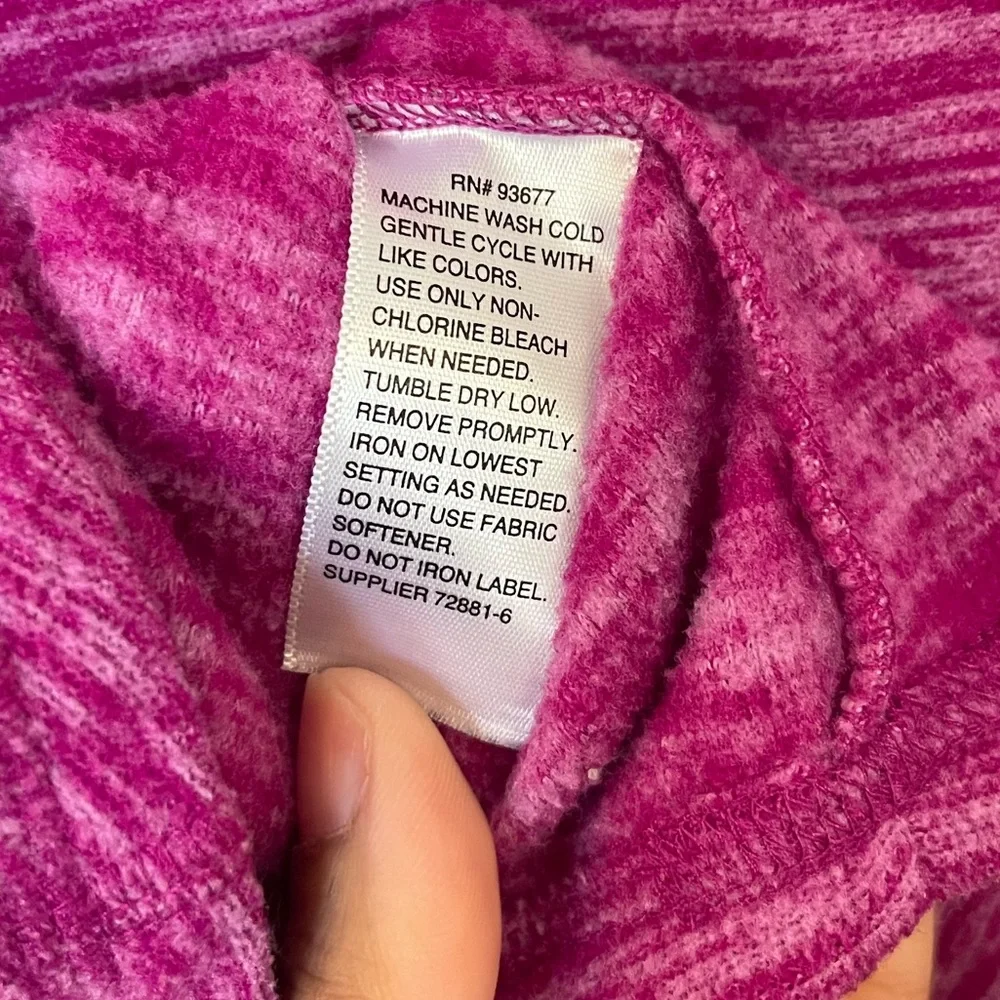 RN# 93677
MACHINE WASH COLD
GENTLE CYCLE WITH
LIKE COLORS.
USE ONLY NON-
CHLORINE BLEACH
WHEN NEEDED.
TUMBLE DRY LOW.
REMOVE PROMPTLY.
IRON ON LOWEST
SETTING AS NEEDED.
DO NOT USE FABRIC
SOFTENER.
DO NOT IRON LABEL.
SUPPLIER 72881-6